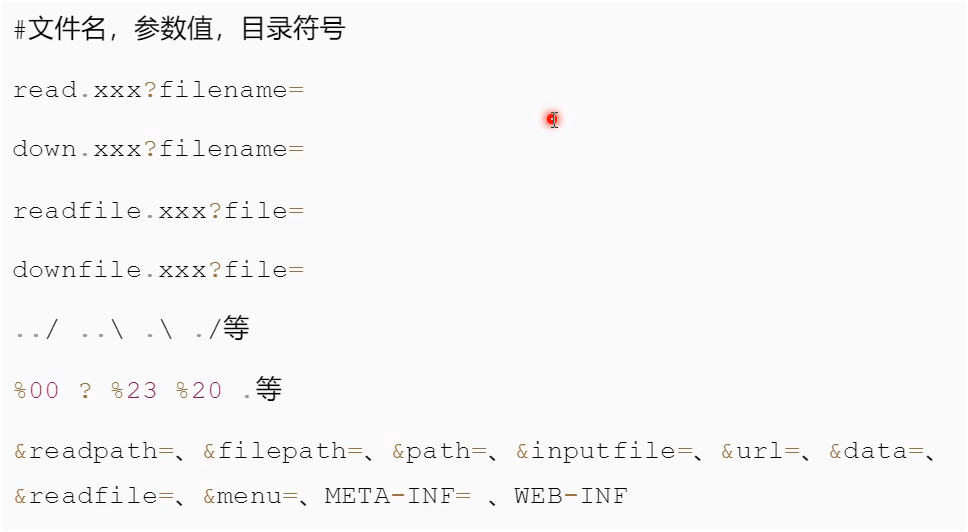 #文件名，参数值，目录符号
read.xxx?filename=
down.xxx?filename=
readfile.xxx?file=
downfile.xxx?file=
../ ..\ .\ ./等
%00 ? %23 %20 .等
&readpath=、&filepath=、&path=、&inputfile=、&url=、&data=、
&readfile=、&menu=、META-INF= 、WEB-INF